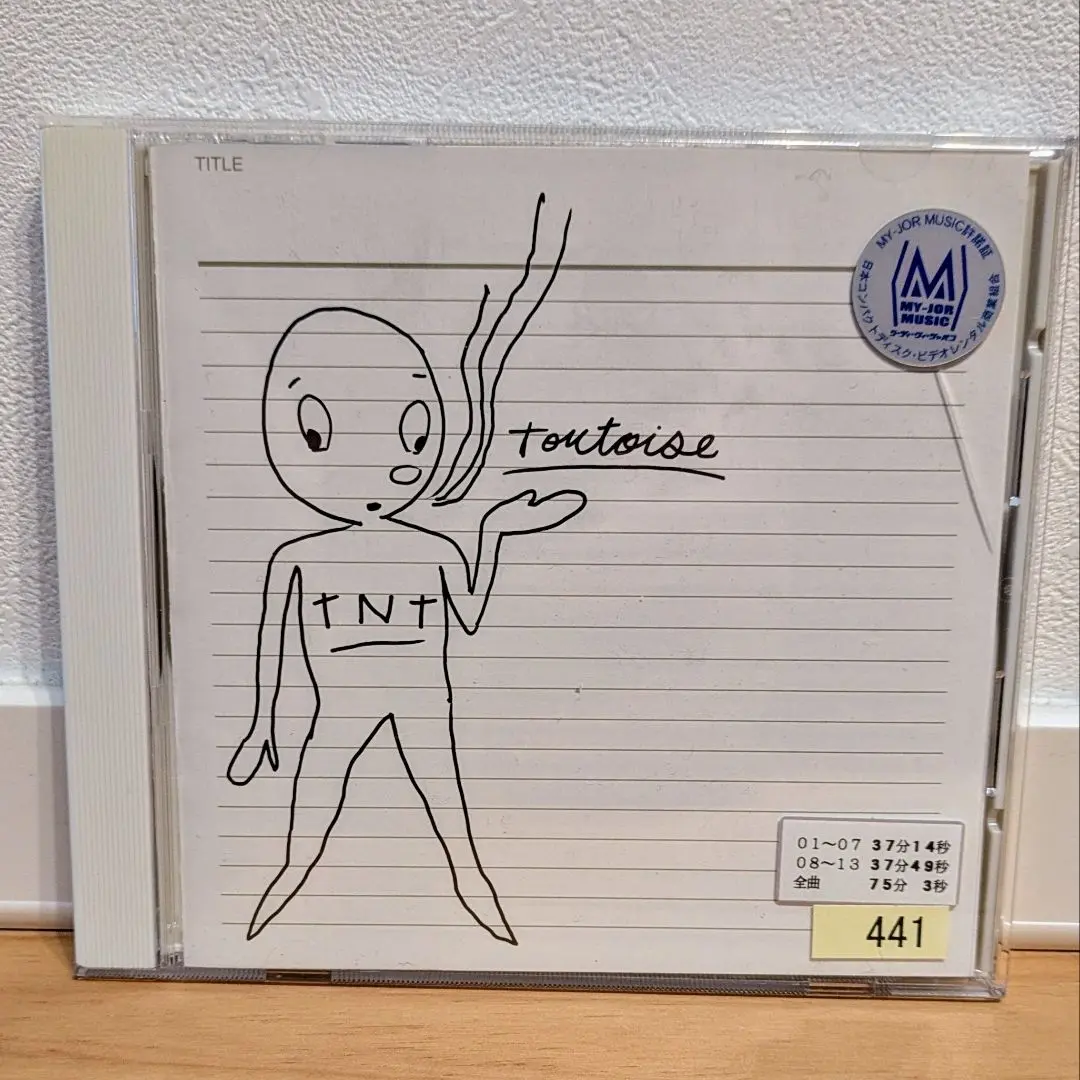 TITLE
MY-JOR MUSIC許諾証
MY-JOR
MUSIC
日本コンパクトディスク・ビデオレンタル商業組合
tortoise
TNT
01〜07 37分14秒
08〜13 37分49秒
全曲 75分 3秒
441